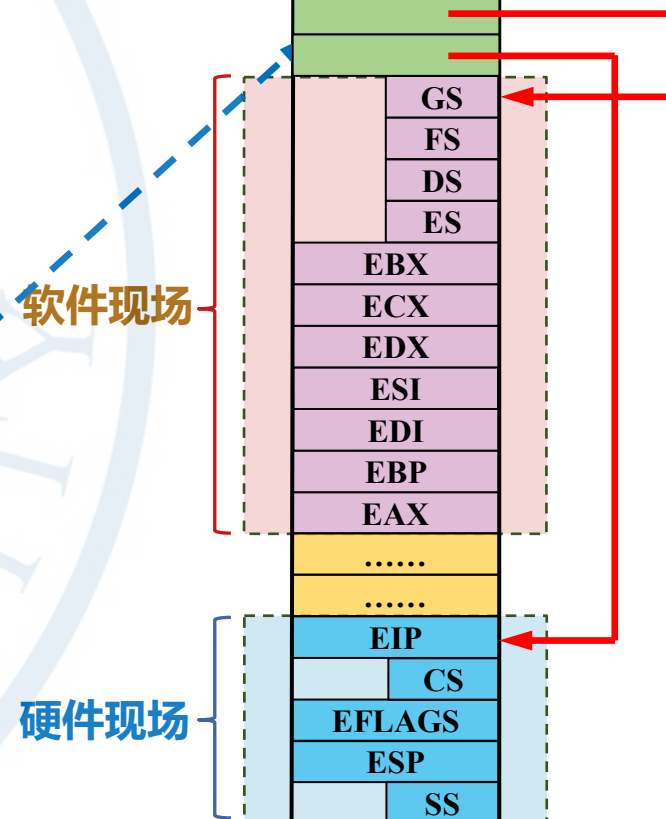 GS
FS
DS
ES
EBX
软件现场
ECX
EDX
ESI
EDI
EBP
EAX
......
......
EIP
CS
硬件现场
EFLAGS
ESP
SS